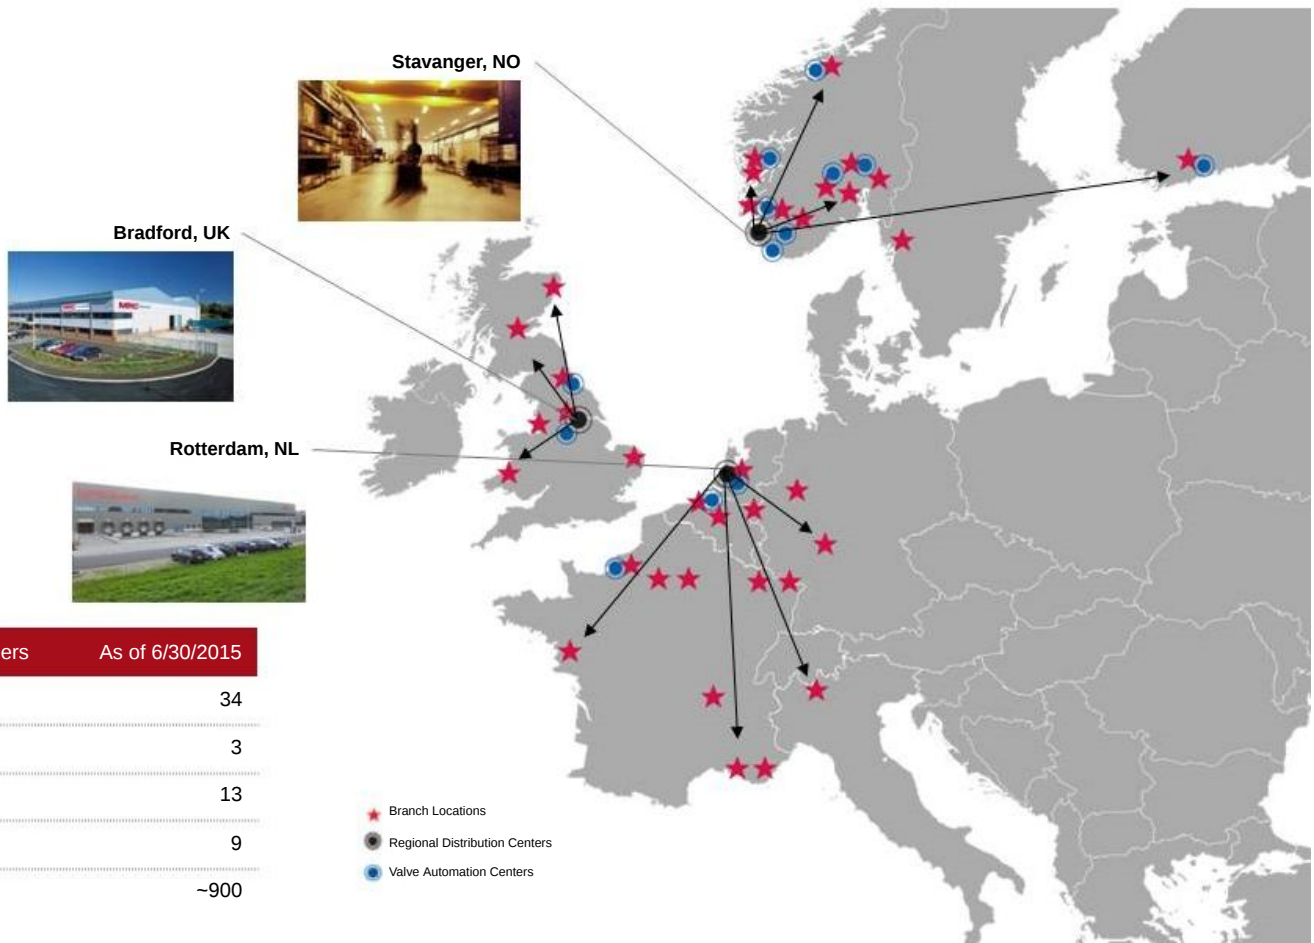 Stavanger, NO
Bradford, UK
MRC
Rotterdam, NL
ers As of 6/30/2015
34
3
13
9
~900
Branch Locations
Regional Distribution Centers
Valve Automation Centers